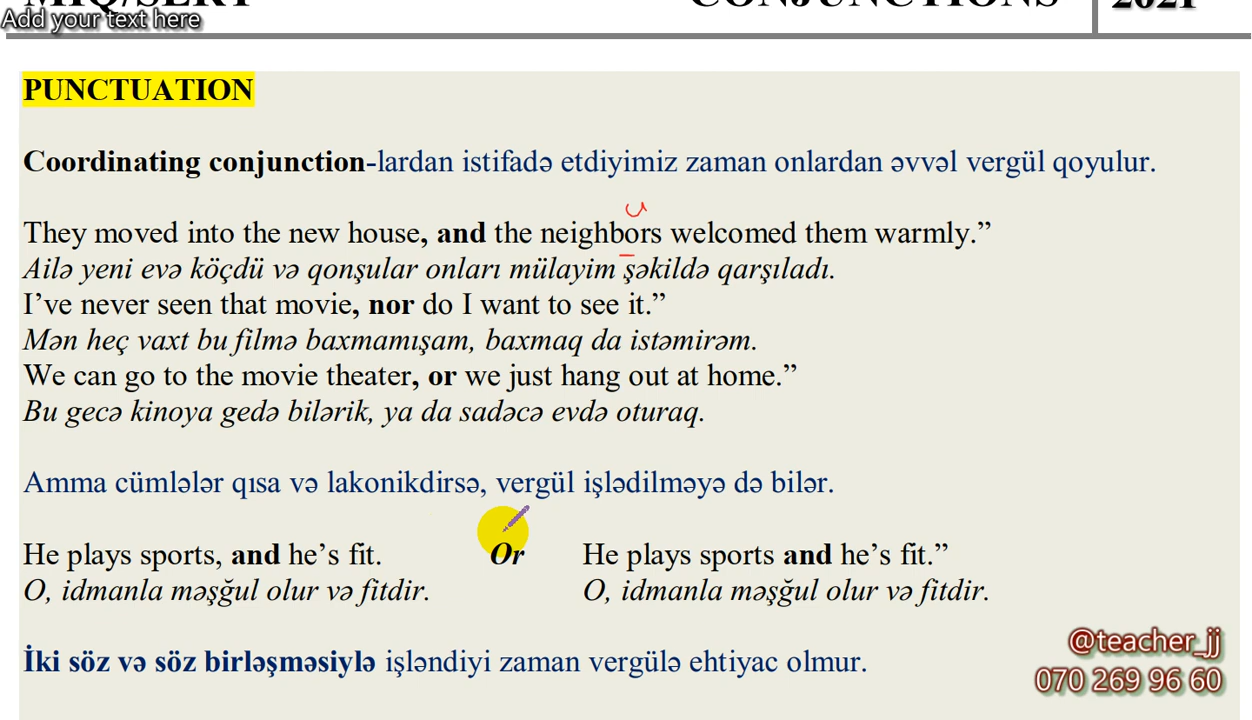 MIQ/SERT CONJUNCTIONS 2021
Add your text here
PUNCTUATION
Coordinating conjunction-lardan istifadə etdiyimiz zaman onlardan əvvəl vergül qoyulur.
They moved into the new house, and the neighbors welcomed them warmly.”
Ailə yeni evə köçdü və qonşular onları mülayim şəkildə qarşıladı.
I’ve never seen that movie, nor do I want to see it.”
Mən heç vaxt bu filmə baxmamışam, baxmaq da istəmirəm.
We can go to the movie theater, or we just hang out at home.”
Bu gecə kinoya gedə bilərik, ya da sadəcə evdə oturaq.
Amma cümlələr qısa və lakonikdirsə, vergül işlədilməyə də bilər.
He plays sports, and he’s fit. Or He plays sports and he’s fit.”
O, idmanla məşğul olur və fitdir. O, idmanla məşğul olur və fitdir.
İki söz və söz birləşməsiylə işləndiyi zaman vergülə ehtiyac olmur.
@teacher_jj
070 269 96 60